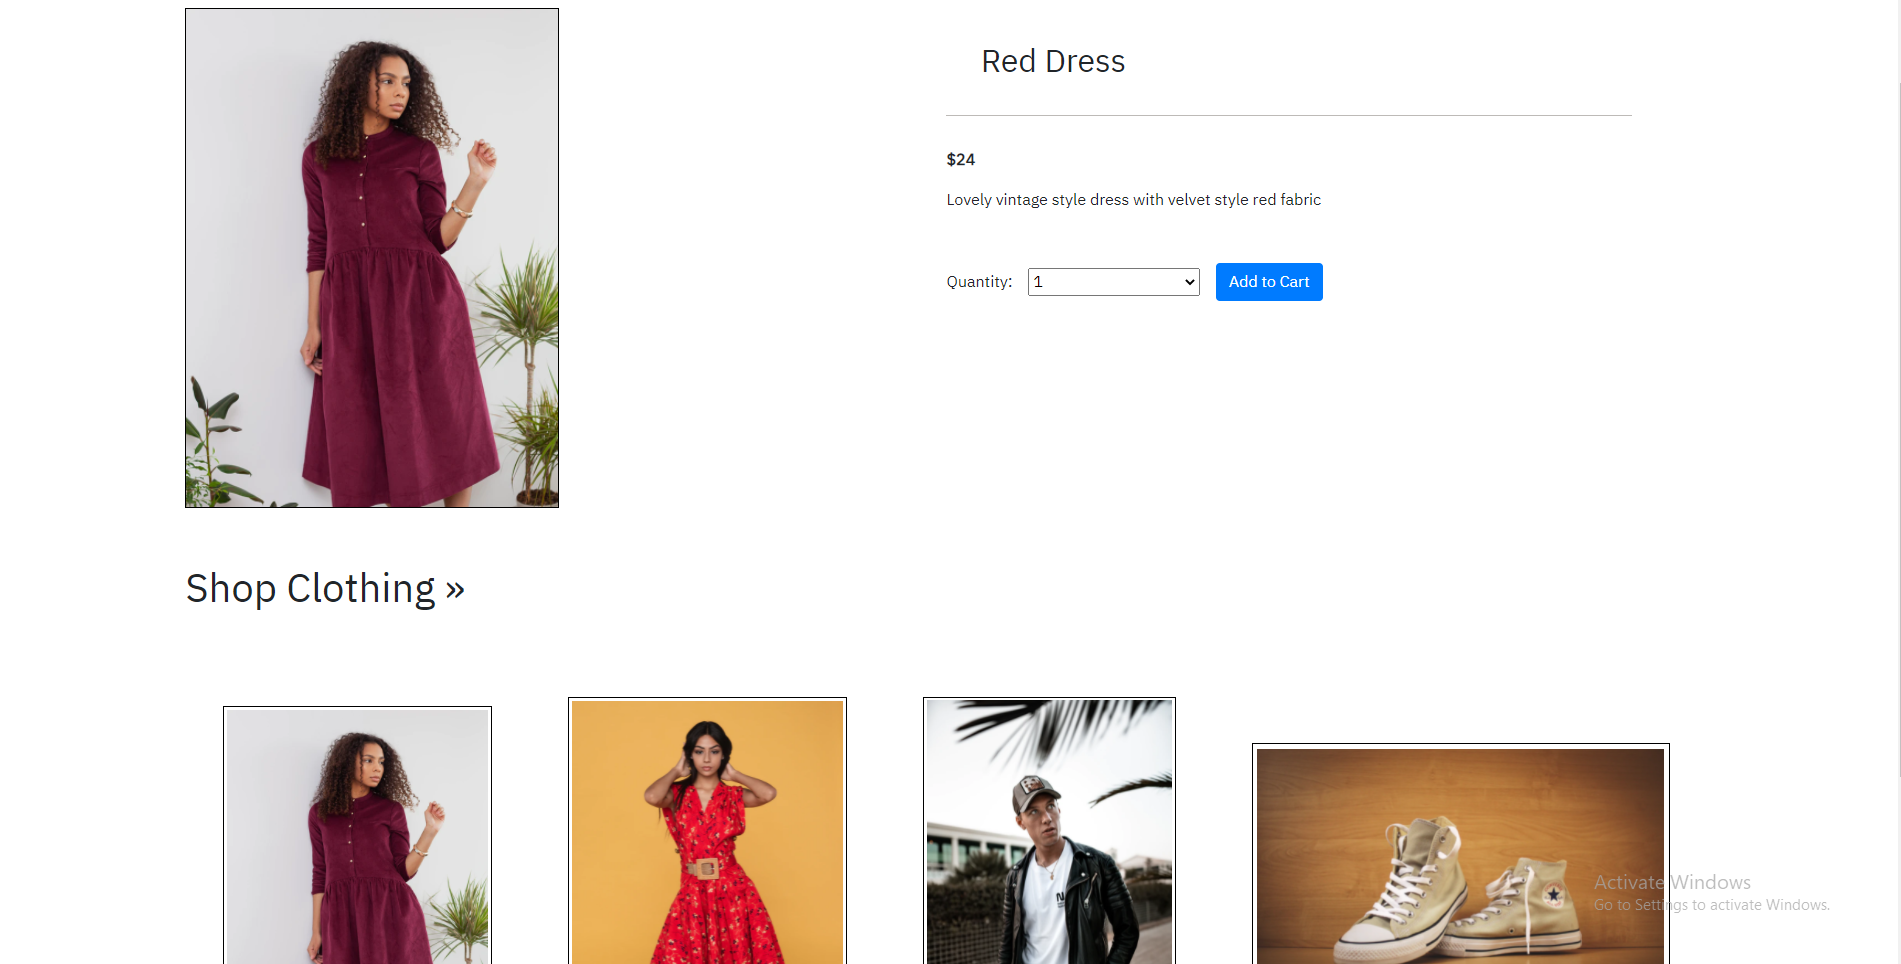 Red Dress
$24
Lovely vintage style dress with velvet style red fabric
Quantity: 1 Add to Cart
Shop Clothing »
Activate Windows
Go to Settings to activate Windows.